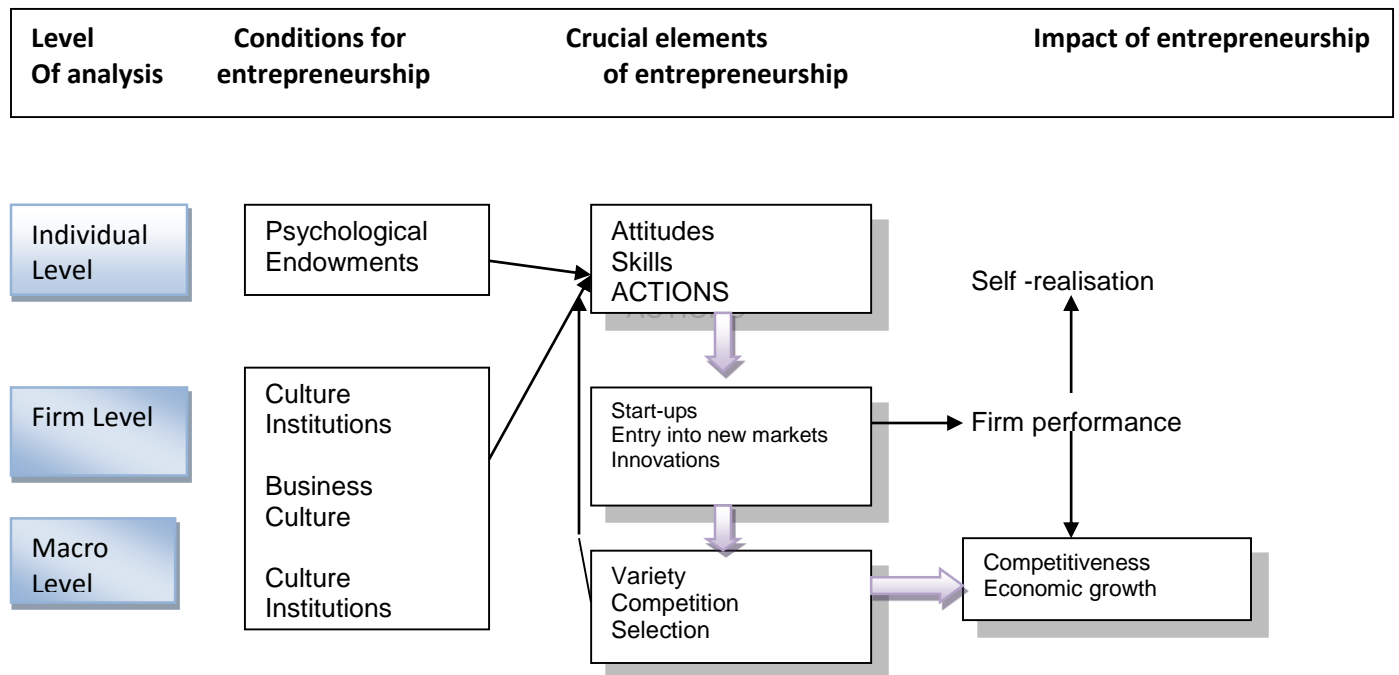 Level Conditions for Crucial elements Impact of entrepreneurship
Of analysis entrepreneurship of entrepreneurship
Individual
Level
Psychological
Endowments
Attitudes
Skills
ACTIONS
Self -realisation
Firm Level
Culture
Institutions
Business
Culture
Culture
Institutions
Start-ups
Entry into new markets
Innovations
Firm performance
Macro
Level
Variety
Competition
Selection
Competitiveness
Economic growth